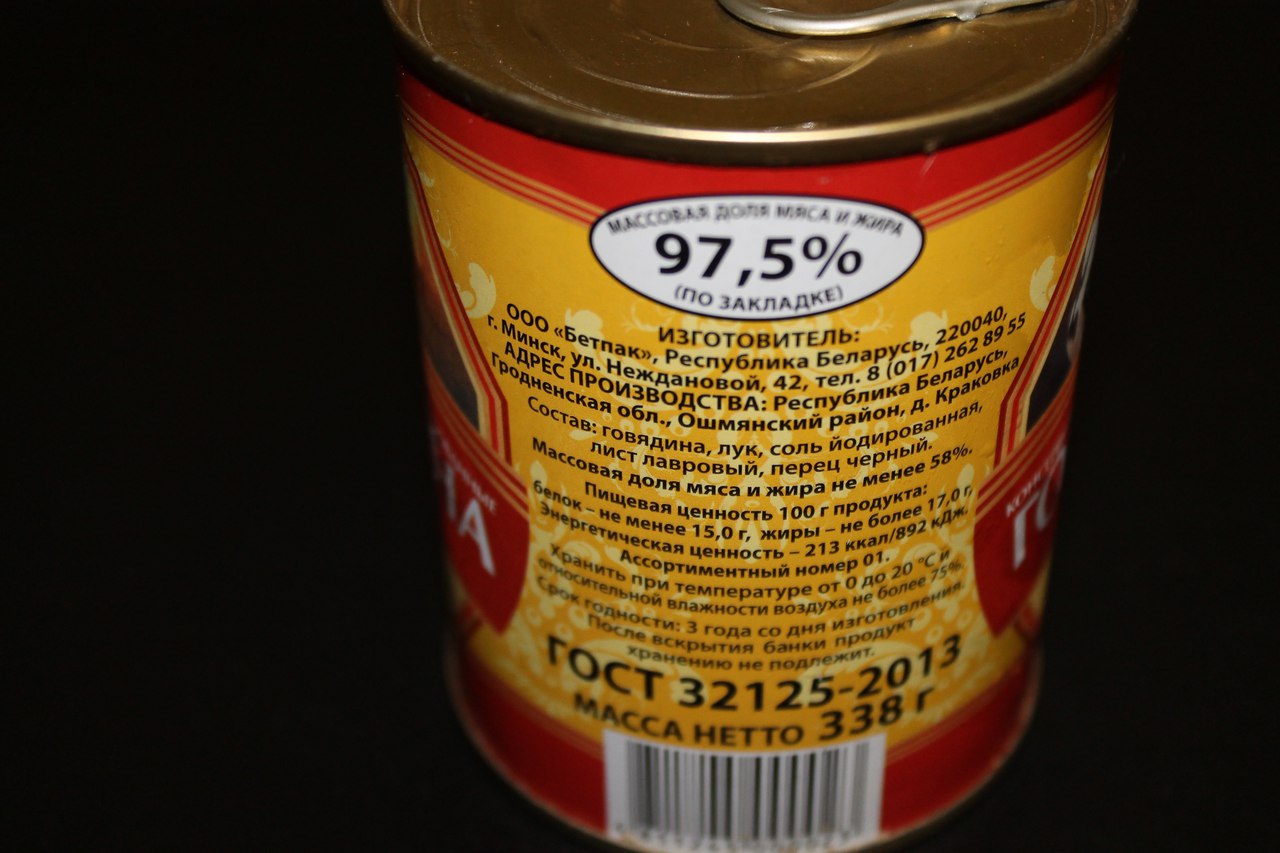 МАССОВАЯ ДОЛЯ МЯСА И ЖИРА
97,5%
(ПО ЗАКЛАДКЕ)
ИЗГОТОВИТЕЛЬ:
ООО «Бетпак», Республика Беларусь, 220040,
г. Минск, ул. Неждановой, 42, тел. 8 (017) 262 89 55
АДРЕС ПРОИЗВОДСТВА: Республика Беларусь,
Гродненская обл., Ошмянский район, д. Краковка
Состав: говядина, лук, соль йодированная,
лист лавровый, перец черный.
Массовая доля мяса и жира не менее 58%.
Пищевая ценность 100 г продукта:
белок – не менее 15,0 г, жиры – не более 17,0 г,
Энергетическая ценность – 213 ккал/892 кДж.
Ассортиментный номер 01.
Хранить при температуре от 0 до 20 °С и
относительной влажности воздуха не более 75%.
Срок годности: 3 года со дня изготовления.
После вскрытия банки продукт
хранению не подлежит.
ГОСТ 32125-2013
МАССА НЕТТО 338 г